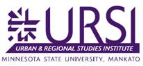 URSI
URBAN & REGIONAL STUDIES INSTITUTE
MINNESOTA STATE UNIVERSITY, MANKATO